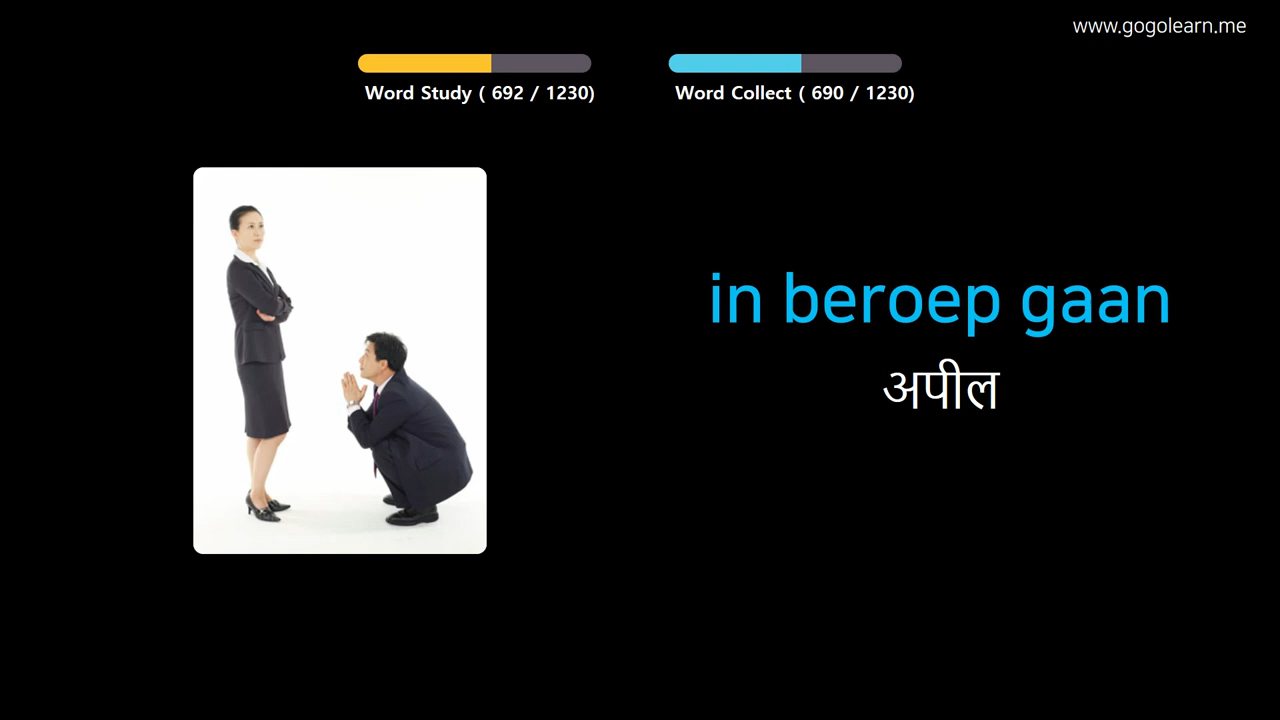 www.gogolearn.me
Word Study ( 692 / 1230)
Word Collect ( 690 / 1230)
in beroep gaan
अपील